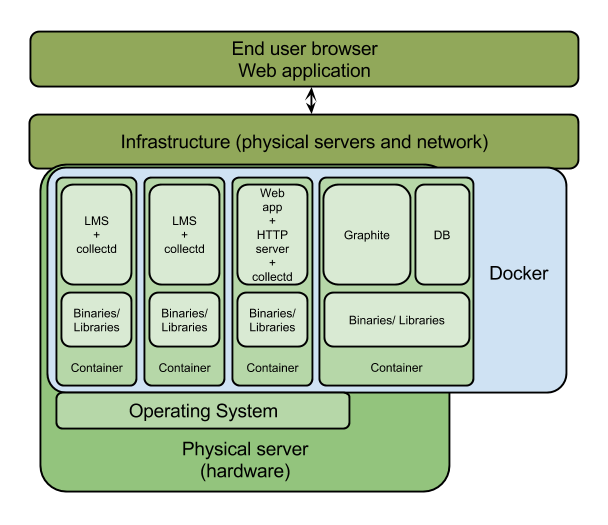 End user browser
Web application
Infrastructure (physical servers and network)
LMS
+
collectd
LMS
+
collectd
Web
app
+
HTTP
server
+
collectd
Graphite
DB
Docker
Binaries/
Libraries
Binaries/
Libraries
Binaries/
Libraries
Binaries/ Libraries
Container
Container
Container
Container
Operating System
Physical server
(hardware)